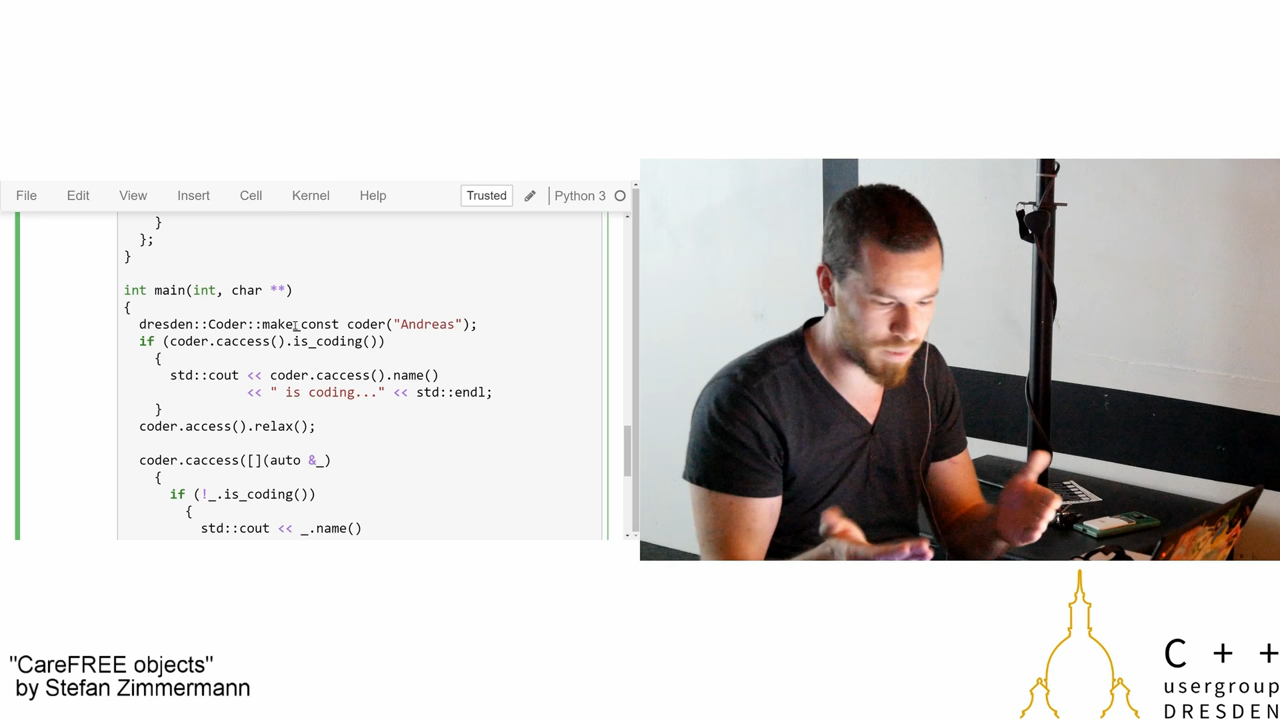 File Edit View Insert Cell Kernel Help Trusted Python 3
}
};
}
int main(int, char **)
{
dresden::Coder::make_const coder("Andreas");
if (coder.caccess().is_coding())
{
std::cout << coder.caccess().name()
<< " is coding..." << std::endl;
}
coder.access().relax();
coder.caccess([](auto &_)
{
if (!_.is_coding())
{
std::cout << _.name()
"CareFREE objects"
by Stefan Zimmermann
C + +
usergroup
DRESDEN